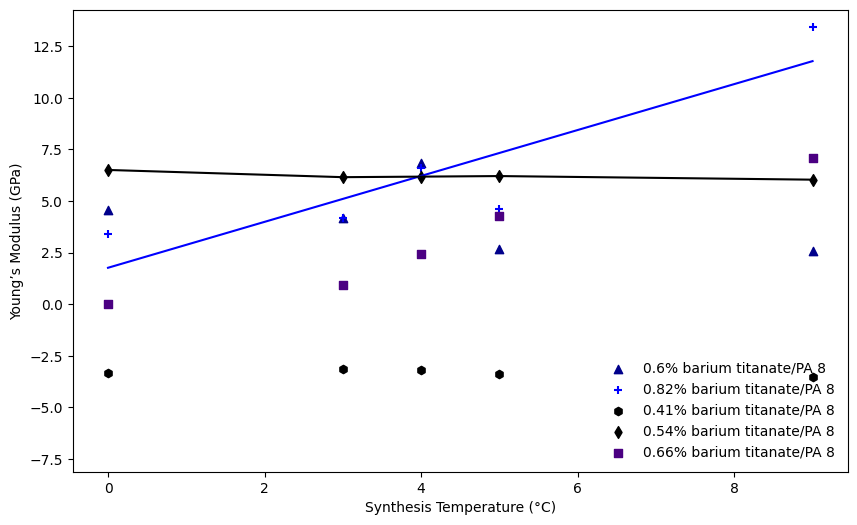 12.5
10.0
7.5
5.0
2.5
0.0
−2.5
−5.0
−7.5
Young’s Modulus (GPa)
0.6% barium titanate/PA 8
0.82% barium titanate/PA 8
0.41% barium titanate/PA 8
0.54% barium titanate/PA 8
0.66% barium titanate/PA 8
0 2 4 6 8
Synthesis Temperature (°C)